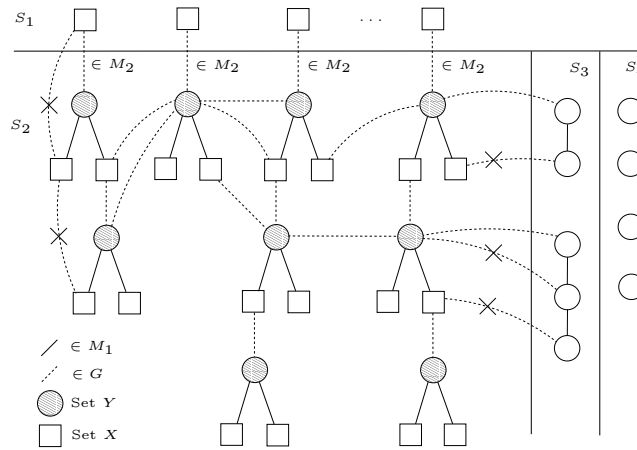 S₁ ...
∈ M₂ ∈ M₂ ∈ M₂ ∈ M₂ S₃ S
S₂
∈ M₁
∈ G
Set Y
Set X